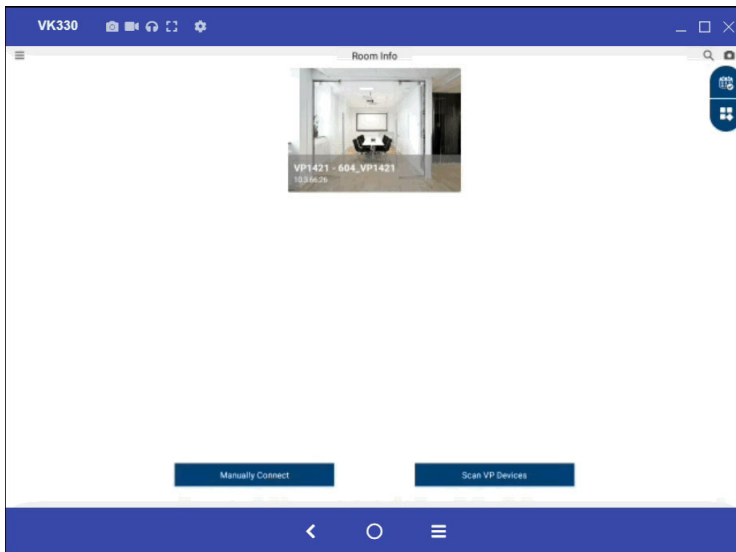 VK330
Room Info
VP1421 - 604_VP1421
10.3.66.26
Manually Connect
Scan VP Devices